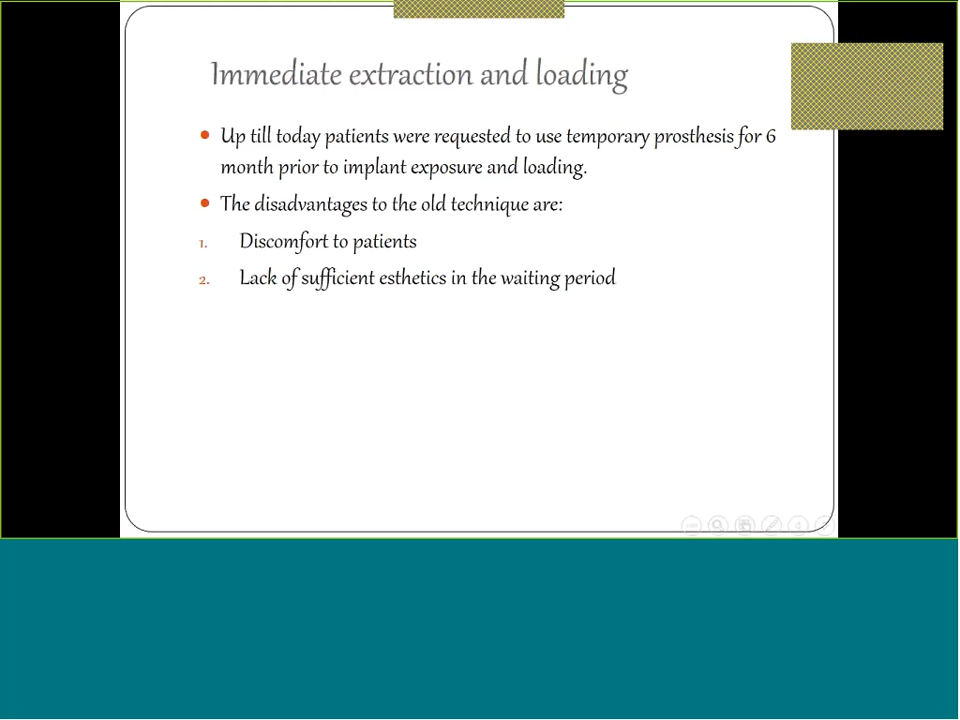 Immediate extraction and loading
• Up till today patients were requested to use temporary prosthesis for 6
month prior to implant exposure and loading.
• The disadvantages to the old technique are:
1. Discomfort to patients
2. Lack of sufficient esthetics in the waiting period